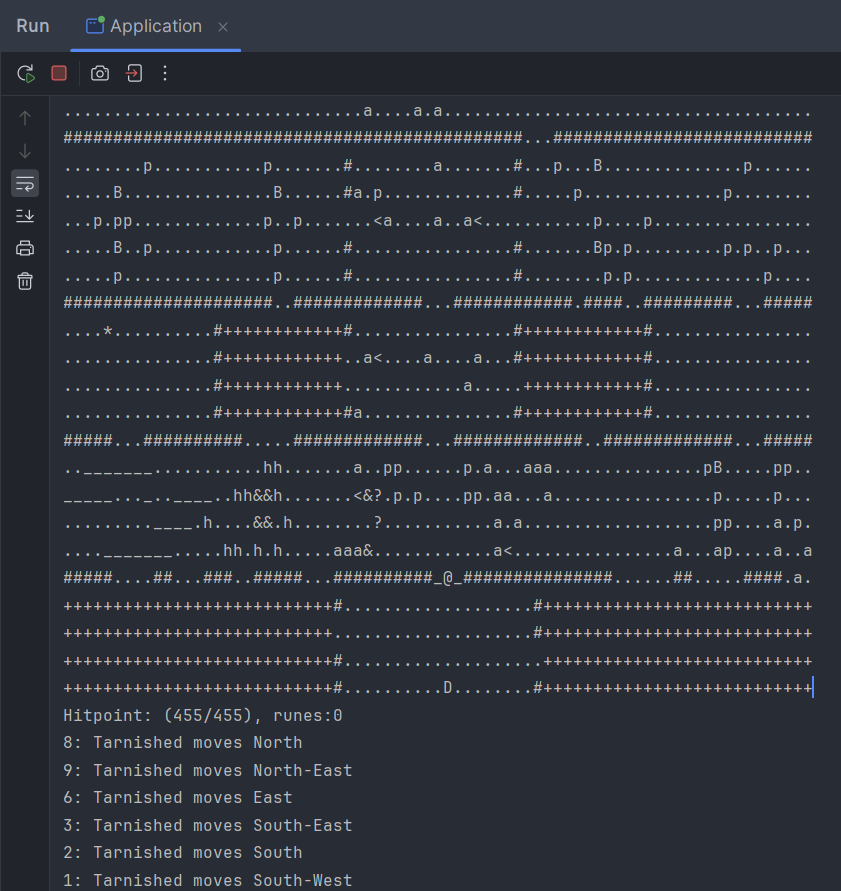 ..............................a....a.a.....................................
##############################################...##########################
........p...........p.......#........a.......#...p...B..............p......
.....B...............B......#a.p.............#.....p..............p........
...p.pp.............p..p.......<a....a..a<...........p....p................
.....B..p............p......#................#.......Bp.p.........p.p..p...
.....p...............p......#................#........p.p.............p....
#####################..#############...############.####..#########...#####
....*..........#++++++++++++#................#++++++++++++#................
...............#++++++++++++..a<....a....a...#++++++++++++#................
...............#++++++++++++............a.....++++++++++++#................
...............#++++++++++++#a...............#++++++++++++#................
#####...##########.....#############...#############..#############...#####
.._______...........hh.......a..pp......p.a...aaa...............pB.....pp..
_____..._..____..hh&&h.......<&?.p.p....pp.aa...a................p.....p...
.........____.h....&&.h........?...........a.a...................pp....a.p.
...._______.....hh.h.h.....aaa&............a<................a...ap....a..a
#####....##...###..#####...##########_@_###############......##.....####.a.
+++++++++++++++++++++++++++#...................#+++++++++++++++++++++++++++
+++++++++++++++++++++++++++....................#+++++++++++++++++++++++++++
+++++++++++++++++++++++++++#....................+++++++++++++++++++++++++++
+++++++++++++++++++++++++++#..........D........#+++++++++++++++++++++++++++
Hitpoint: (455/455), runes:0
8: Tarnished moves North
9: Tarnished moves North-East
6: Tarnished moves East
3: Tarnished moves South-East
2: Tarnished moves South
1: Tarnished moves South-West
Run
Application